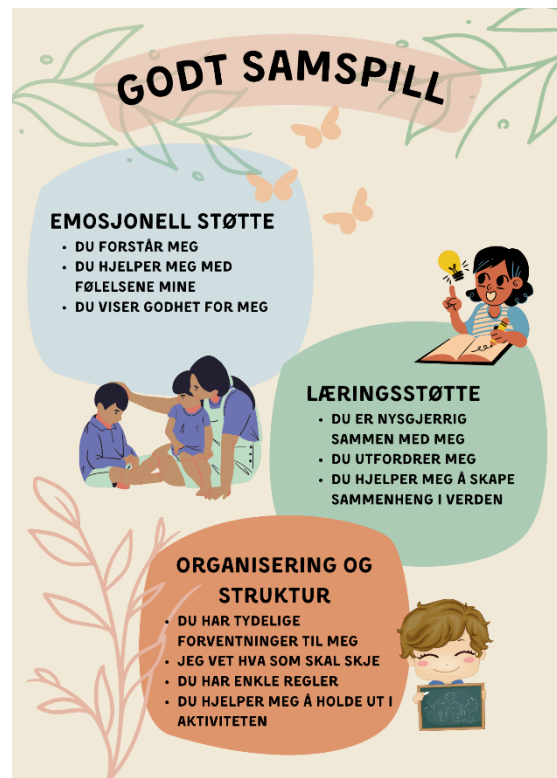 GODT SAMSPILL
EMOSJONELL STØTTE
• DU FORSTÅR MEG
• DU HJELPER MEG MED
FØLELSENE MINE
• DU VISER GODHET FOR MEG
LÆRINGSSTØTTE
• DU ER NYSGJERRIG
SAMMEN MED MEG
• DU UTFORDRER MEG
• DU HJELPER MEG Å SKAPE
SAMMENHENG I VERDEN
ORGANISERING OG
STRUKTUR
• DU HAR TYDELIGE
FORVENTNINGER TIL MEG
• JEG VET HVA SOM SKAL SKJE
• DU HAR ENKLE REGLER
• DU HJELPER MEG Å HOLDE UT I
AKTIVITETEN